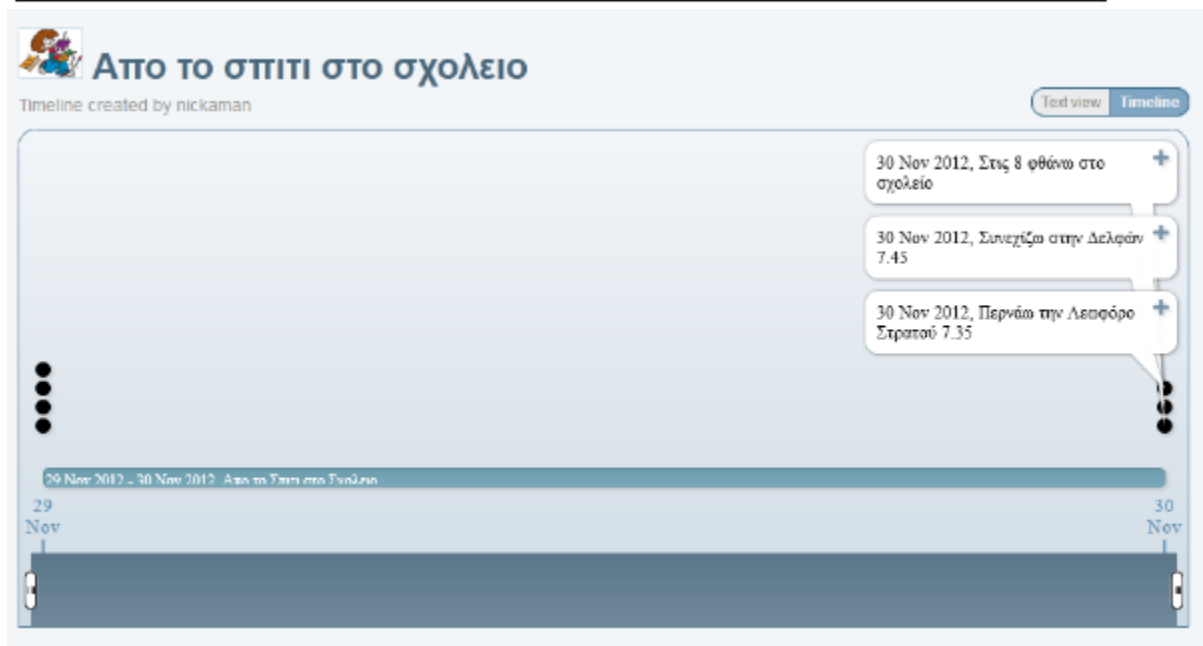 Απο το σπιτι στο σχολειο
Timeline created by nickaman
Text view Timeline
30 Nov 2012, Στις 8 φθάνω στο
σχολείο
30 Nov 2012, Συνεχίζω στην Δελφών
7.45
30 Nov 2012, Περνάω την Λεωφόρο
Στρατού 7.35
29 Nov 2012 - 30 Nov 2012, Απο το Σπιτι στο Σχολειο
29
Nov
30
Nov